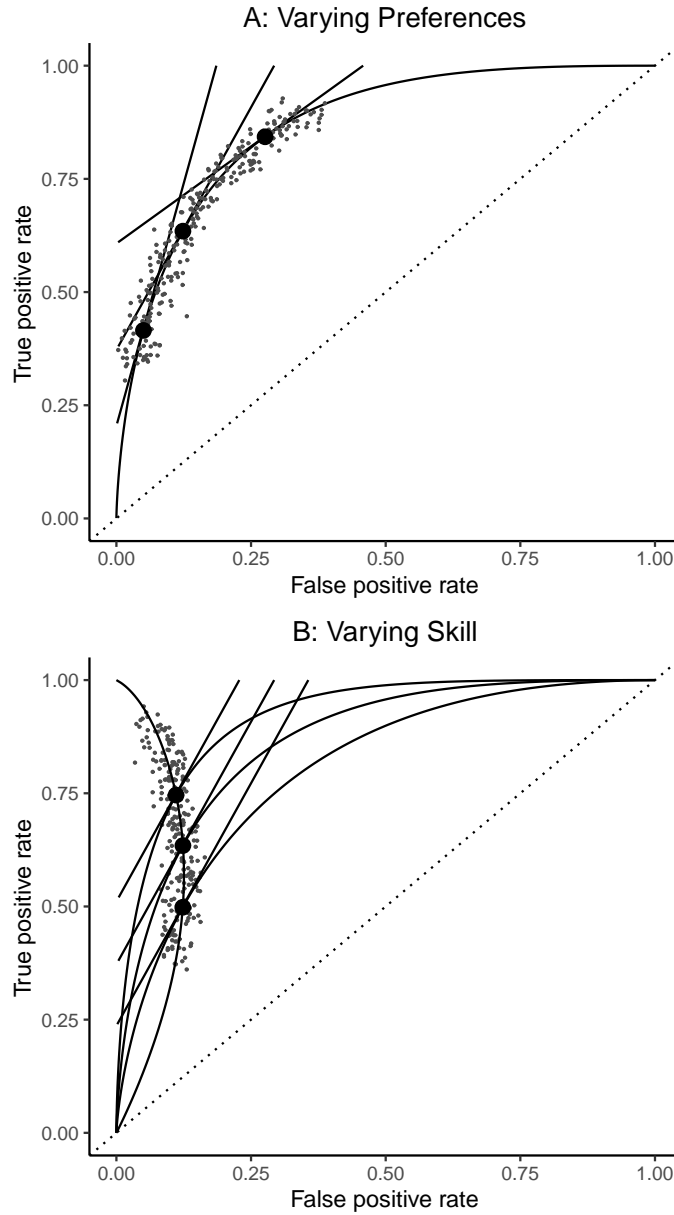 A: Varying Preferences
1.00
0.75
0.50
0.25
0.00
True positive rate
0.00 0.25 0.50 0.75 1.00
False positive rate
B: Varying Skill
1.00
0.75
0.50
0.25
0.00
True positive rate
0.00 0.25 0.50 0.75 1.00
False positive rate